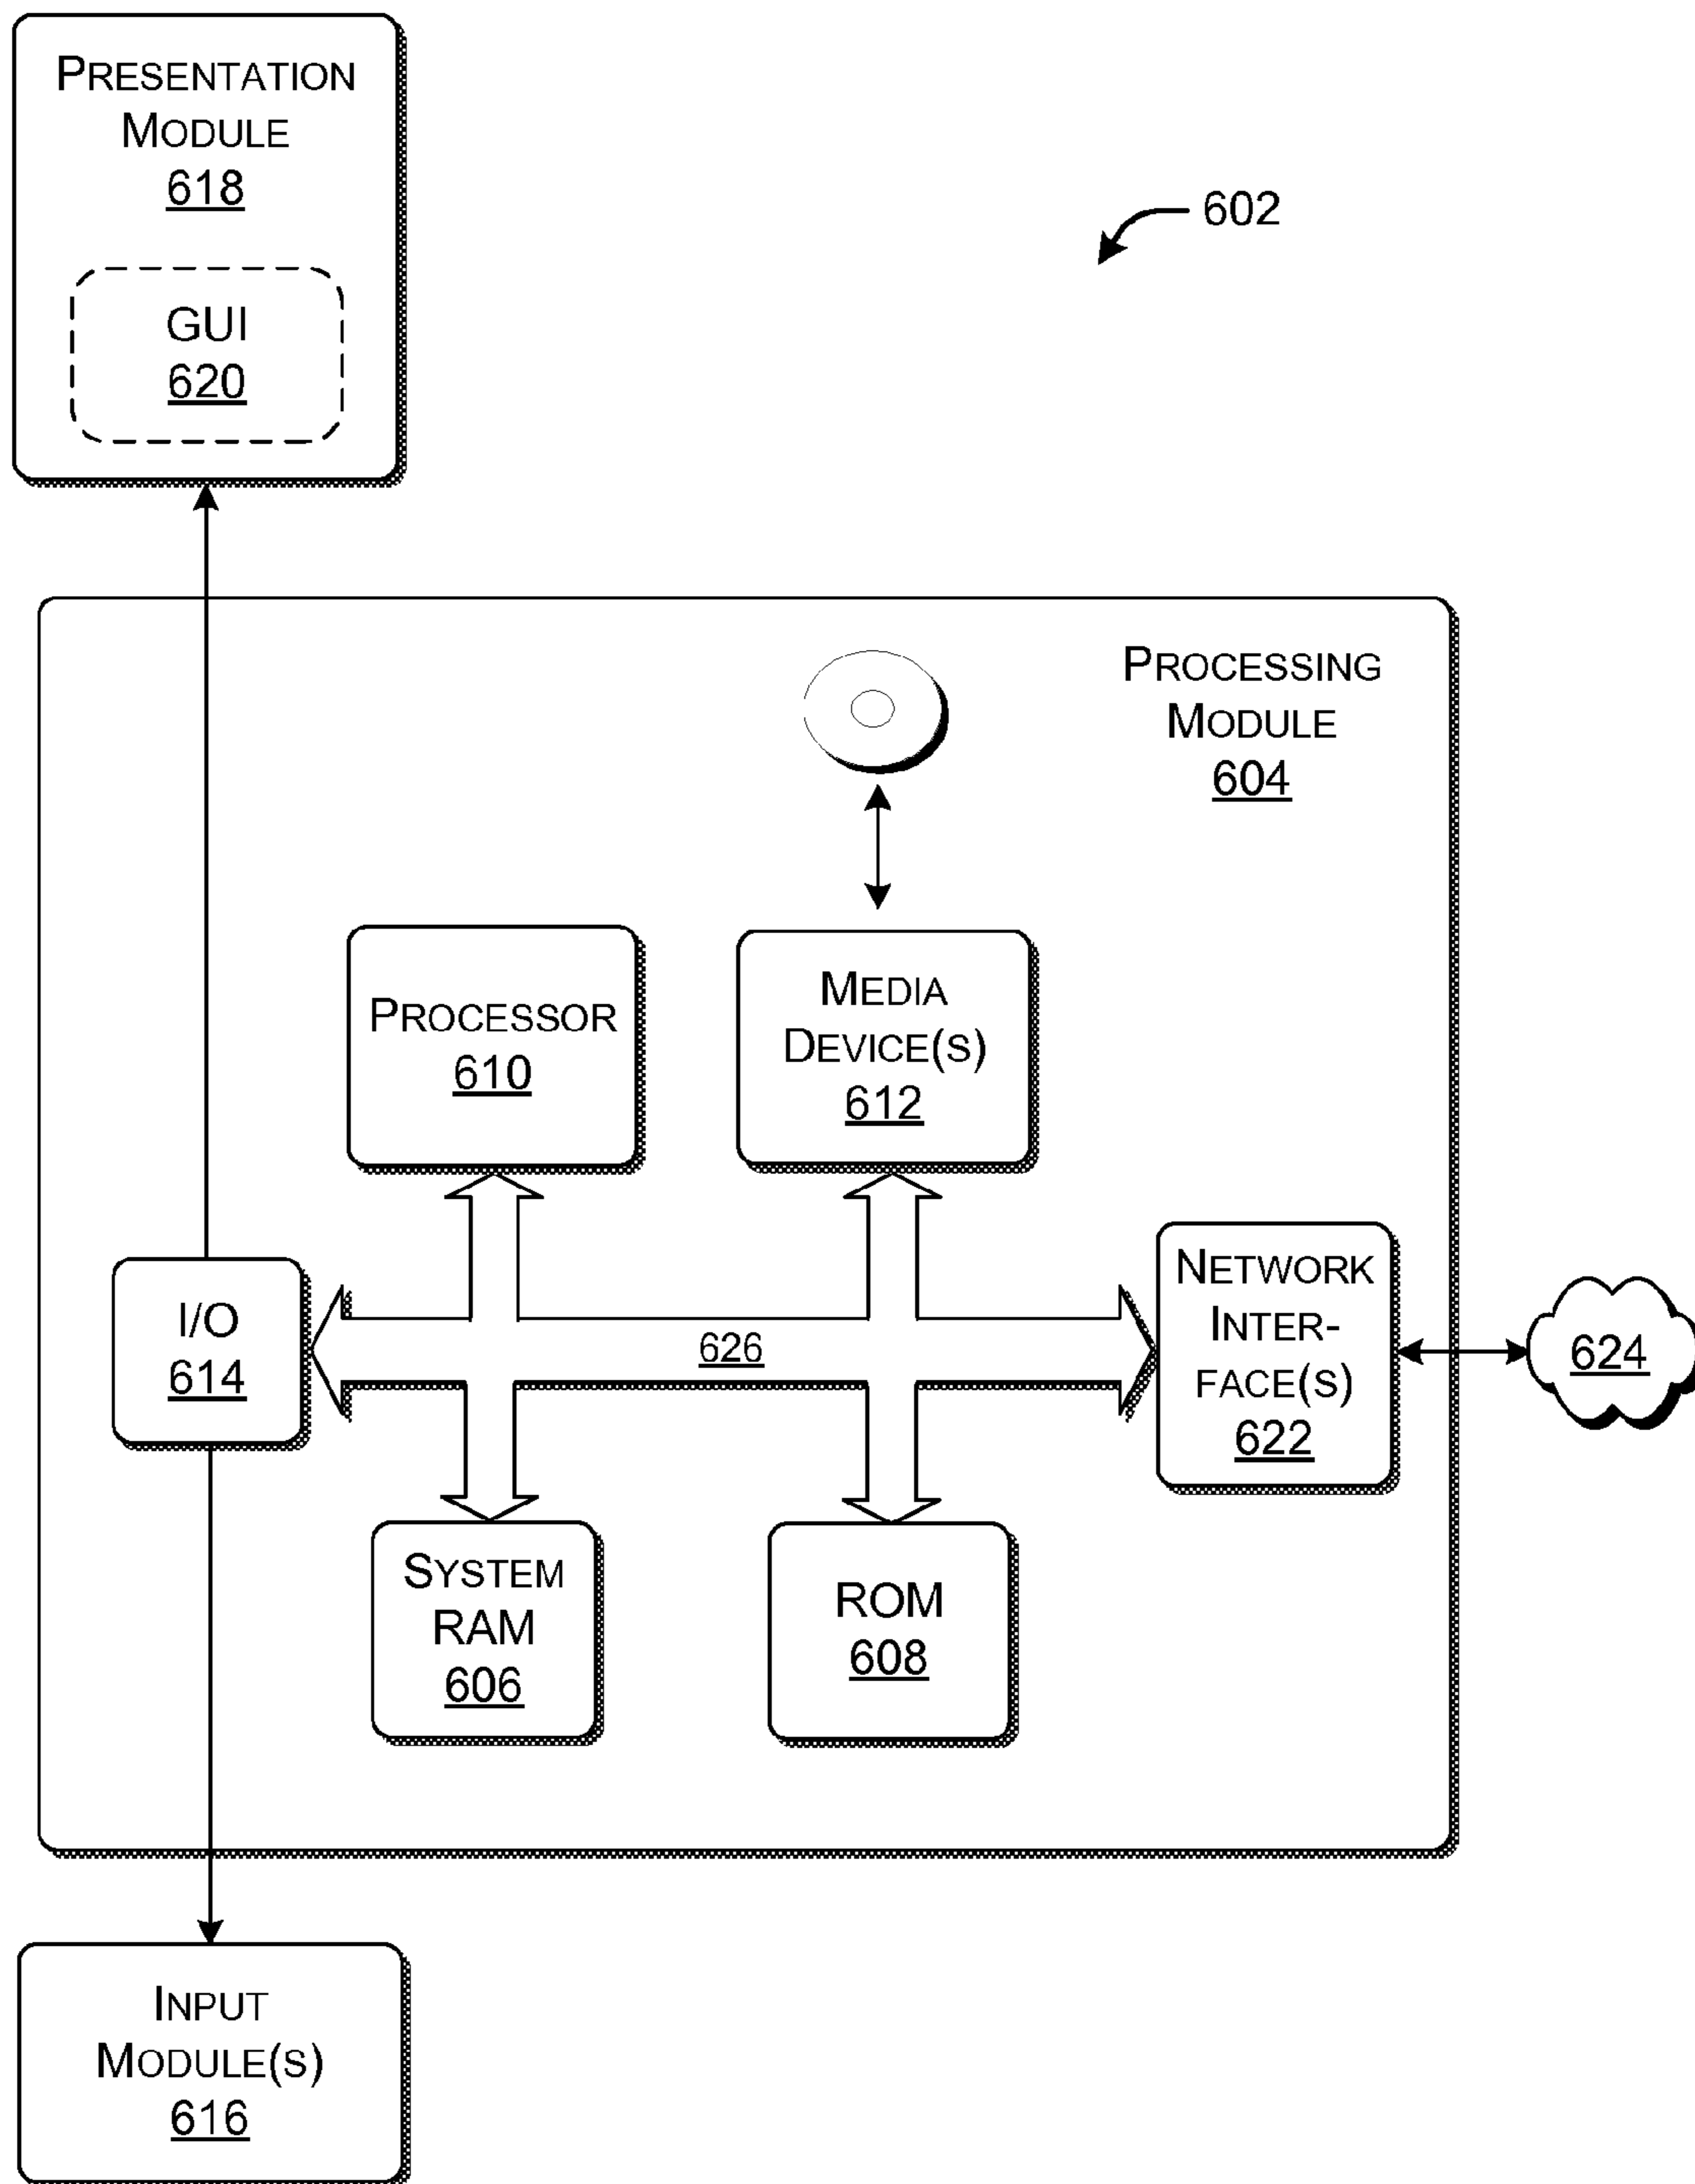 PRESENTATION
MODULE
618
GUI
620
602
PROCESSING
MODULE
604
PROCESSOR
610
MEDIA
DEVICE(S)
612
I/O
614
626
NETWORK
INTER-
FACE(S)
622
624
SYSTEM
RAM
606
ROM
608
INPUT
MODULE(S)
616